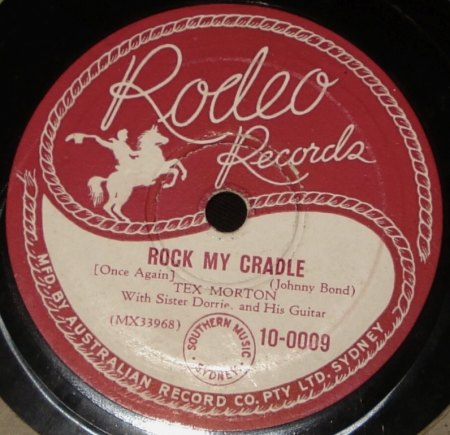 Rodeo
Records
ROCK MY CRADLE
[Once Again] (Johnny Bond)
TEX MORTON
With Sister Dorrie, and His Guitar
(MX33968)
SOUTHERN MUSIC
SYDNEY
10-0009
MFD. BY AUSTRALIAN RECORD CO. PTY LTD. SYDNEY